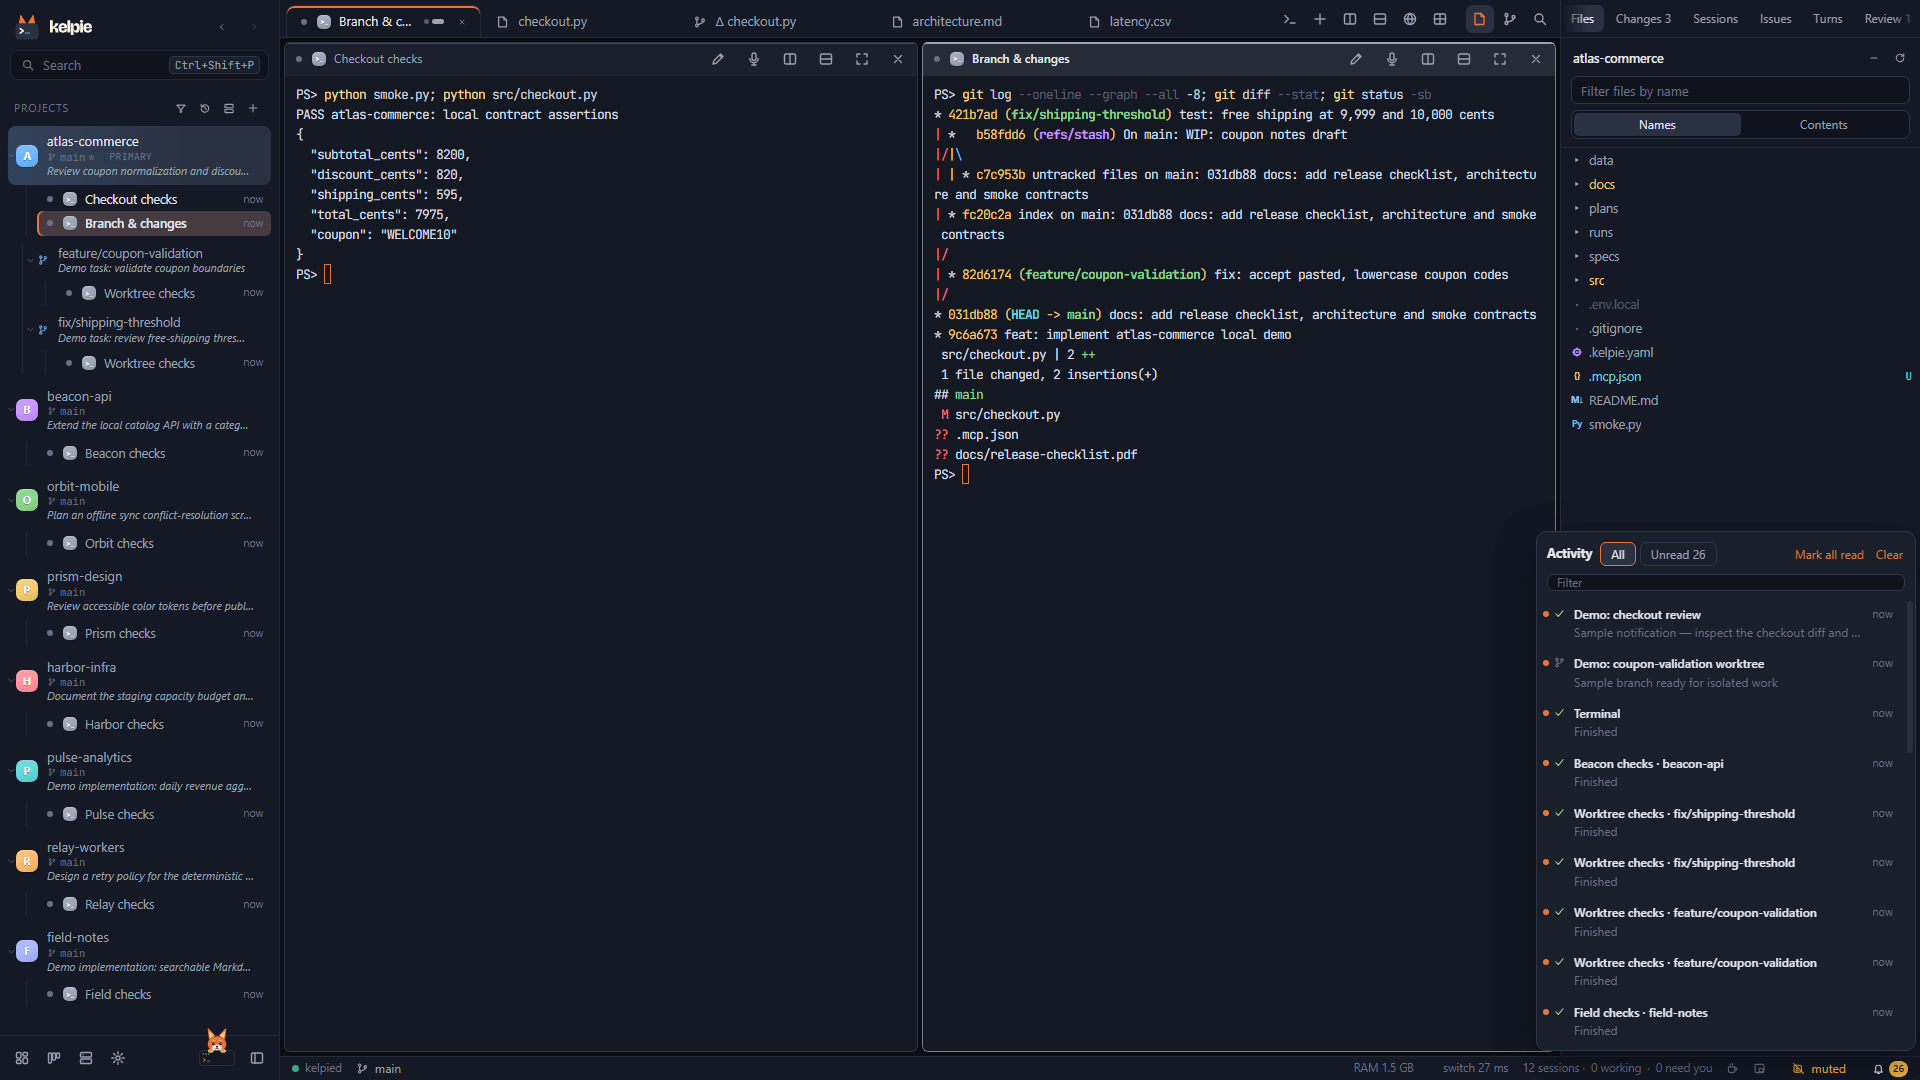 kelpie
Search Ctrl+Shift+P
PROJECTS
A atlas-commerce
main * PRIMARY
Review coupon normalization and discou...
Checkout checks now
Branch & changes now
feature/coupon-validation
Demo task: validate coupon boundaries
Worktree checks now
fix/shipping-threshold
Demo task: review free-shipping thres...
Worktree checks now
B beacon-api
main
Extend the local catalog API with a categ...
Beacon checks now
O orbit-mobile
main
Plan an offline sync conflict-resolution scr...
Orbit checks now
P prism-design
main
Review accessible color tokens before publ...
Prism checks now
H harbor-infra
main
Document the staging capacity budget an...
Harbor checks now
P pulse-analytics
main
Demo implementation: daily revenue agg...
Pulse checks now
R relay-workers
main
Design a retry policy for the deterministic ...
Relay checks now
F field-notes
main
Demo implementation: searchable Markd...
Field checks now
Branch & c... ×
checkout.py
Δ checkout.py
architecture.md
latency.csv
Checkout checks
PS> python smoke.py; python src/checkout.py
PASS atlas-commerce: local contract assertions
{
"subtotal_cents": 8200,
"discount_cents": 820,
"shipping_cents": 595,
"total_cents": 7975,
"coupon": "WELCOME10"
}
PS>
Branch & changes
PS> git log --oneline --graph --all -8; git diff --stat; git status -sb
* 421b7ad (fix/shipping-threshold) test: free shipping at 9,999 and 10,000 cents
| *   b58fdd6 (refs/stash) On main: WIP: coupon notes draft
|/|\
| | * c7c953b untracked files on main: 031db88 docs: add release checklist, architectu
re and smoke contracts
| * fc20c2a index on main: 031db88 docs: add release checklist, architecture and smoke
contracts
|/
| * 82d6174 (feature/coupon-validation) fix: accept pasted, lowercase coupon codes
|/
* 031db88 (HEAD -> main) docs: add release checklist, architecture and smoke contracts
* 9c6a673 feat: implement atlas-commerce local demo
src/checkout.py | 2 ++
1 file changed, 2 insertions(+)
## main
M src/checkout.py
?? .mcp.json
?? docs/release-checklist.pdf
PS>
Files Changes 3 Sessions Issues Turns Review 1
atlas-commerce
Filter files by name
Names Contents
data
docs
plans
runs
specs
src
.env.local
.gitignore
.kelpie.yaml
.mcp.json U
README.md
smoke.py
Activity All Unread 26 Mark all read Clear
Filter
Demo: checkout review now
Sample notification — inspect the checkout diff and ...
Demo: coupon-validation worktree now
Sample branch ready for isolated work
Terminal now
Finished
Beacon checks · beacon-api now
Finished
Worktree checks · fix/shipping-threshold now
Finished
Worktree checks · fix/shipping-threshold now
Finished
Worktree checks · feature/coupon-validation now
Finished
Worktree checks · feature/coupon-validation now
Finished
Field checks · field-notes now
Finished
kelpied main
RAM 1.5 GB switch 27 ms 12 sessions · 0 working · 0 need you muted 26